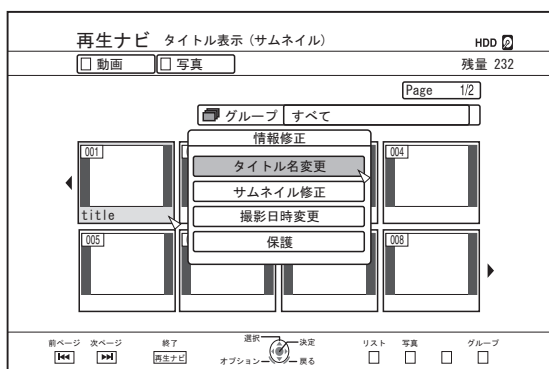 再生ナビ タイトル表示(サムネイル)
HDD
動画 写真
残量 232
Page 1/2
グループ すべて
情報修正
001
004
タイトル名変更
サムネイル修正
title
撮影日時変更
005
008
保護
前ページ 次ページ 終了 選択 決定 リスト 写真 グループ
再生ナビ オプション 戻る